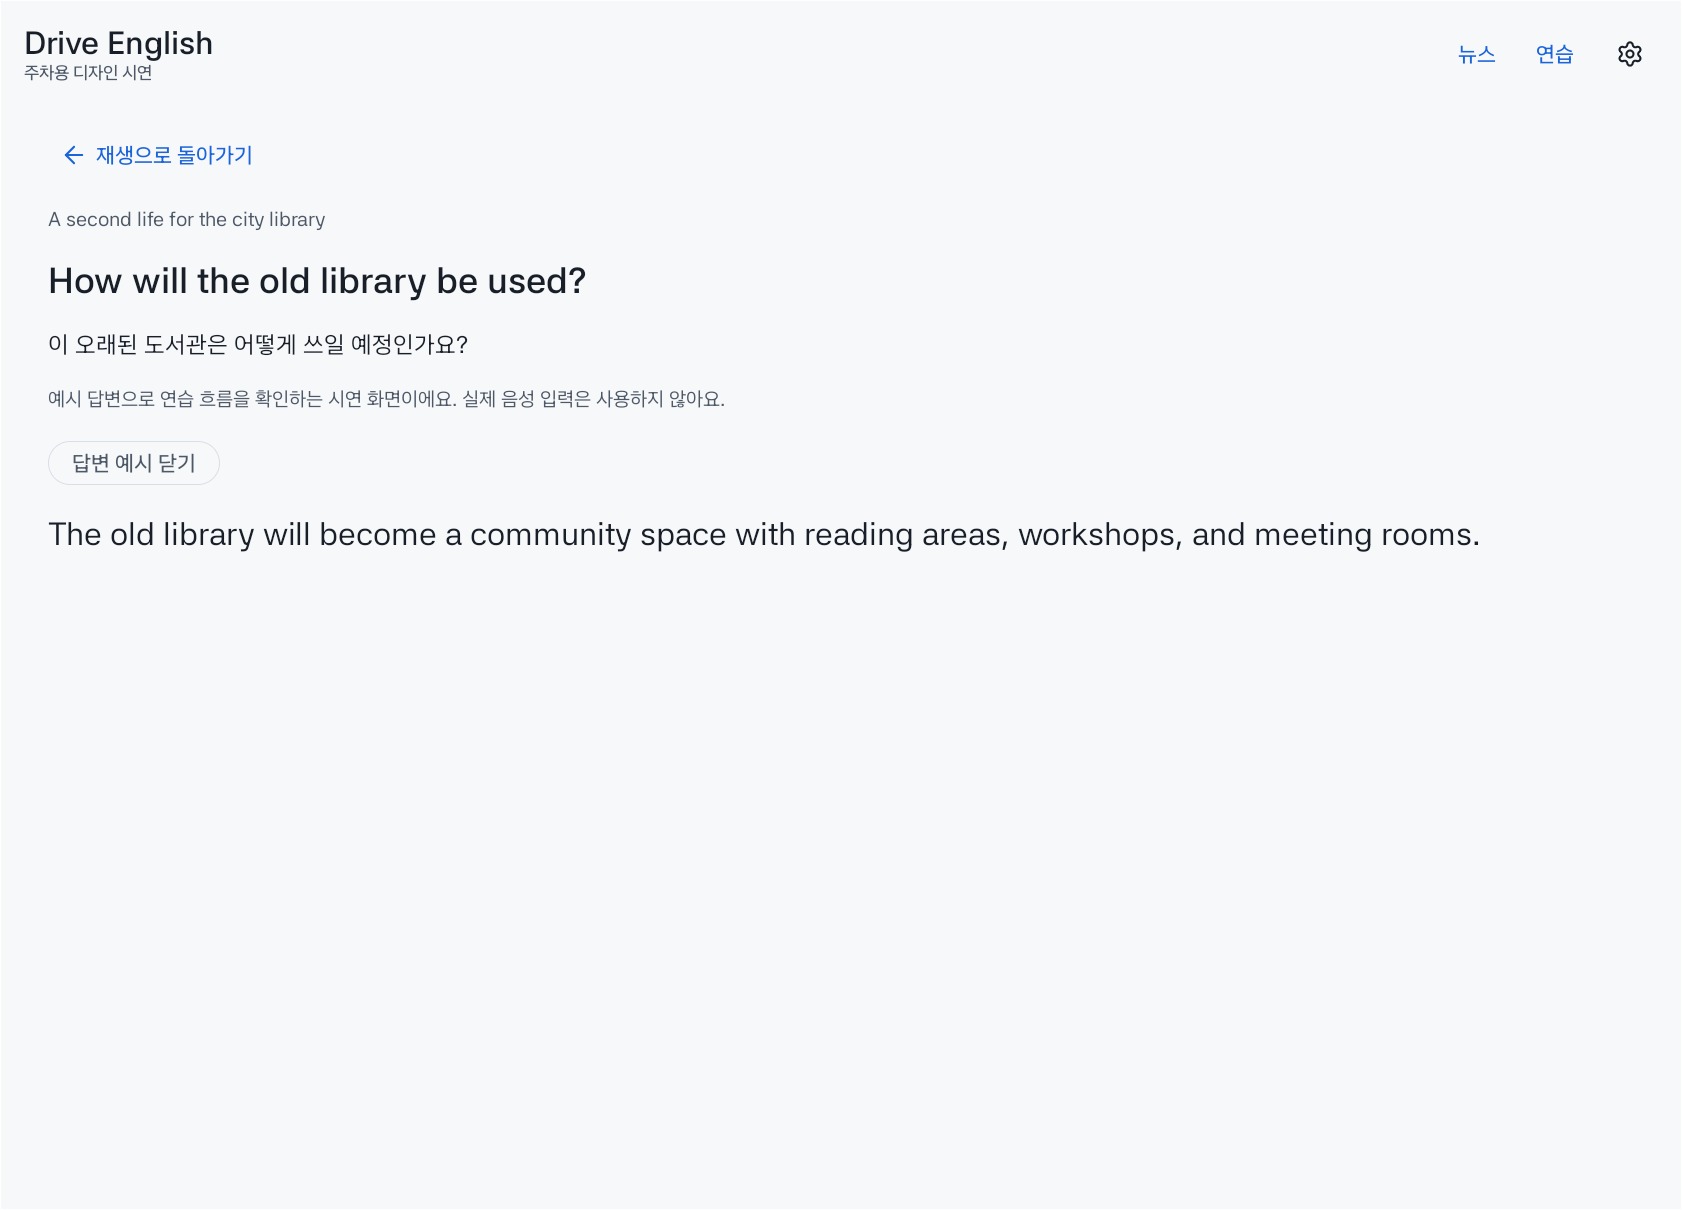 Drive English
주차용 디자인 시연
뉴스
연습
재생으로 돌아가기
A second life for the city library
How will the old library be used?
이 오래된 도서관은 어떻게 쓰일 예정인가요?
예시 답변으로 연습 흐름을 확인하는 시연 화면이에요. 실제 음성 입력은 사용하지 않아요.
답변 예시 닫기
The old library will become a community space with reading areas, workshops, and meeting rooms.